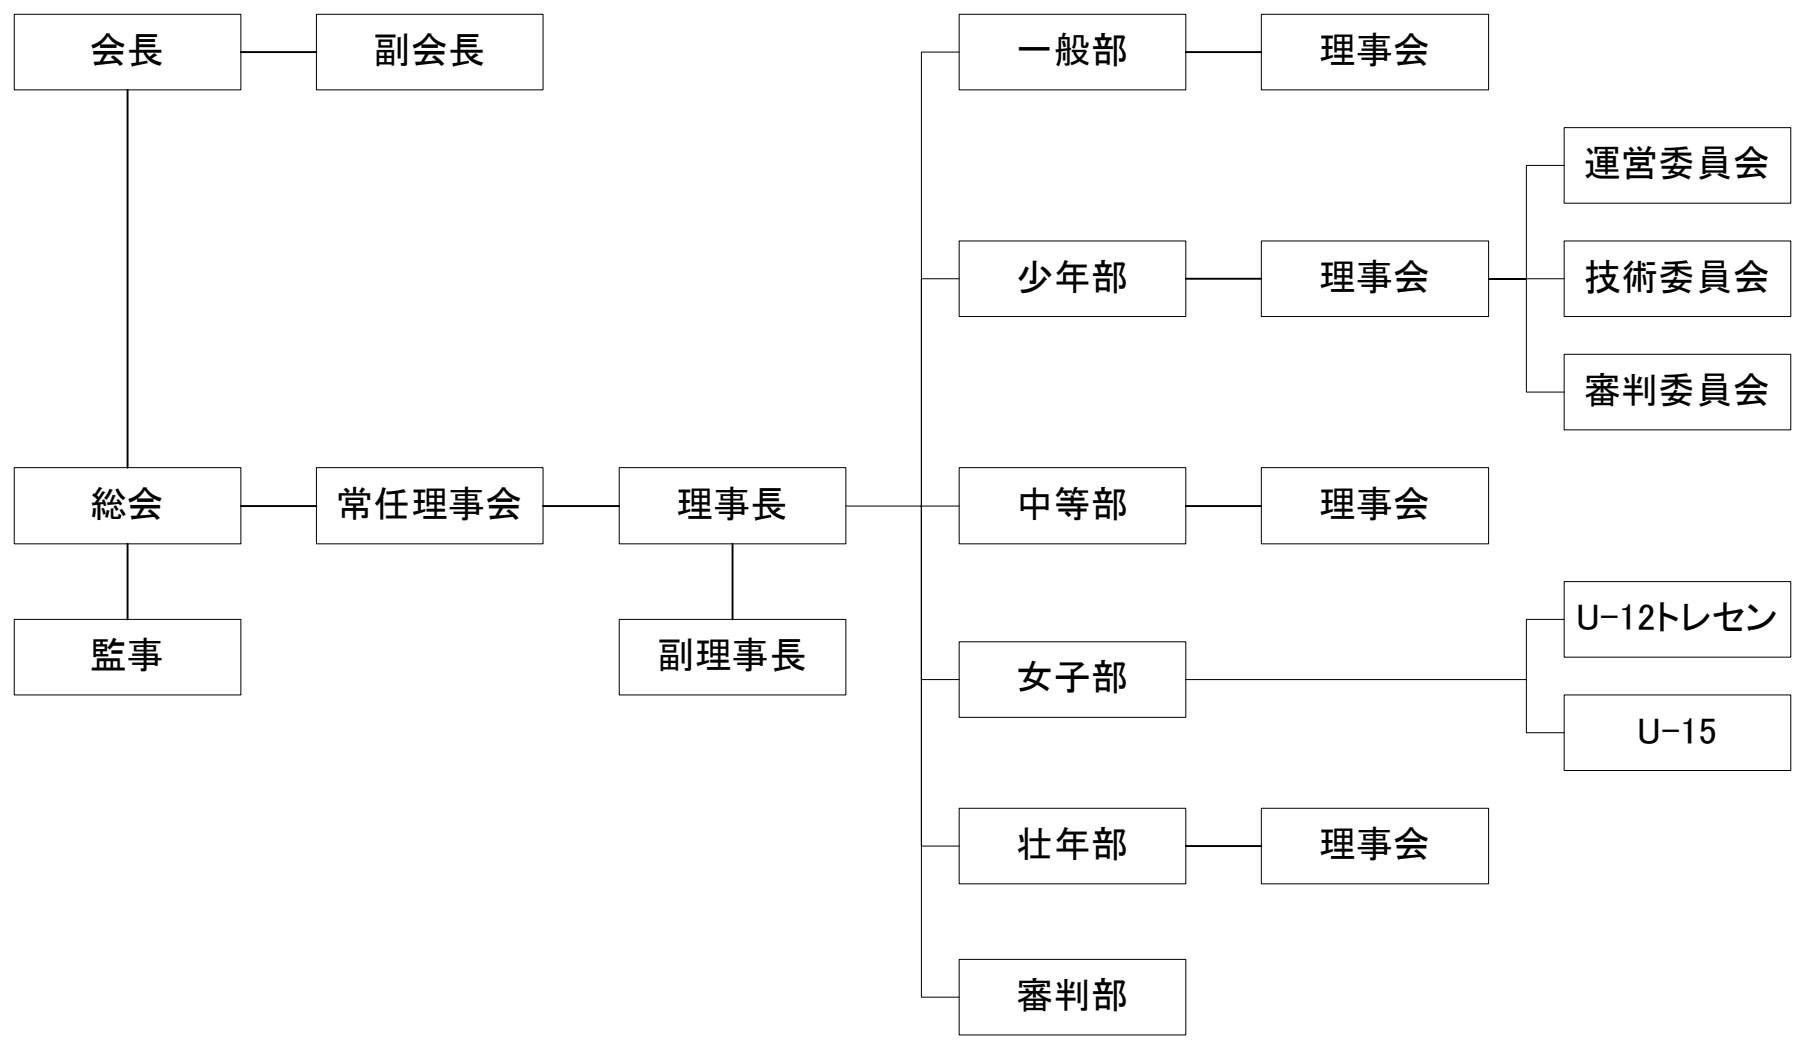 会長
副会長
一般部
理事会
運営委員会
少年部
理事会
技術委員会
審判委員会
総会
常任理事会
理事長
中等部
理事会
監事
副理事長
女子部
U-12トレセン
U-15
壮年部
理事会
審判部